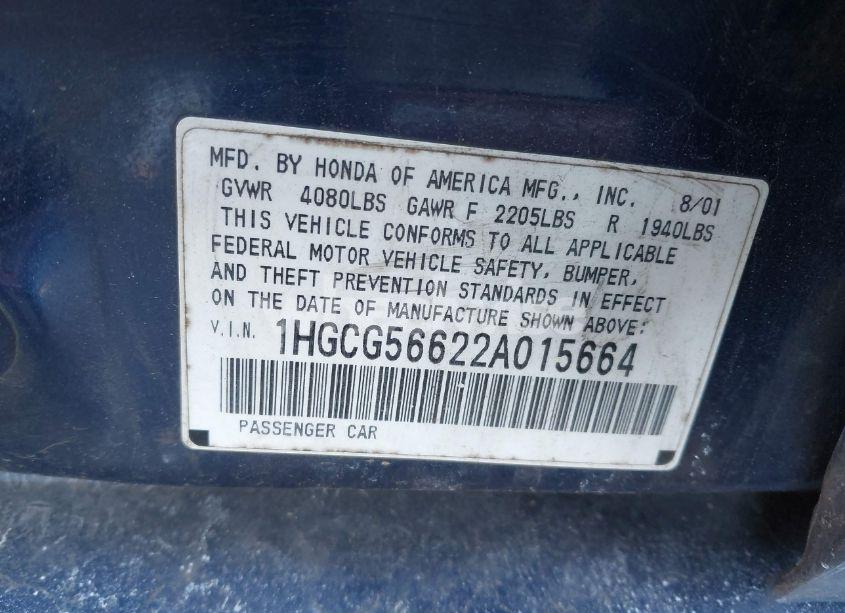 MFD. BY HONDA OF AMERICA MFG., INC. 8/01
GVWR 4080LBS GAWR F 2205LBS R 1940LBS
THIS VEHICLE CONFORMS TO ALL APPLICABLE
FEDERAL MOTOR VEHICLE SAFETY, BUMPER,
AND THEFT PREVENTION STANDARDS IN EFFECT
ON THE DATE OF MANUFACTURE SHOWN ABOVE:
V.I.N. 1HGCG56622A015664
PASSENGER CAR